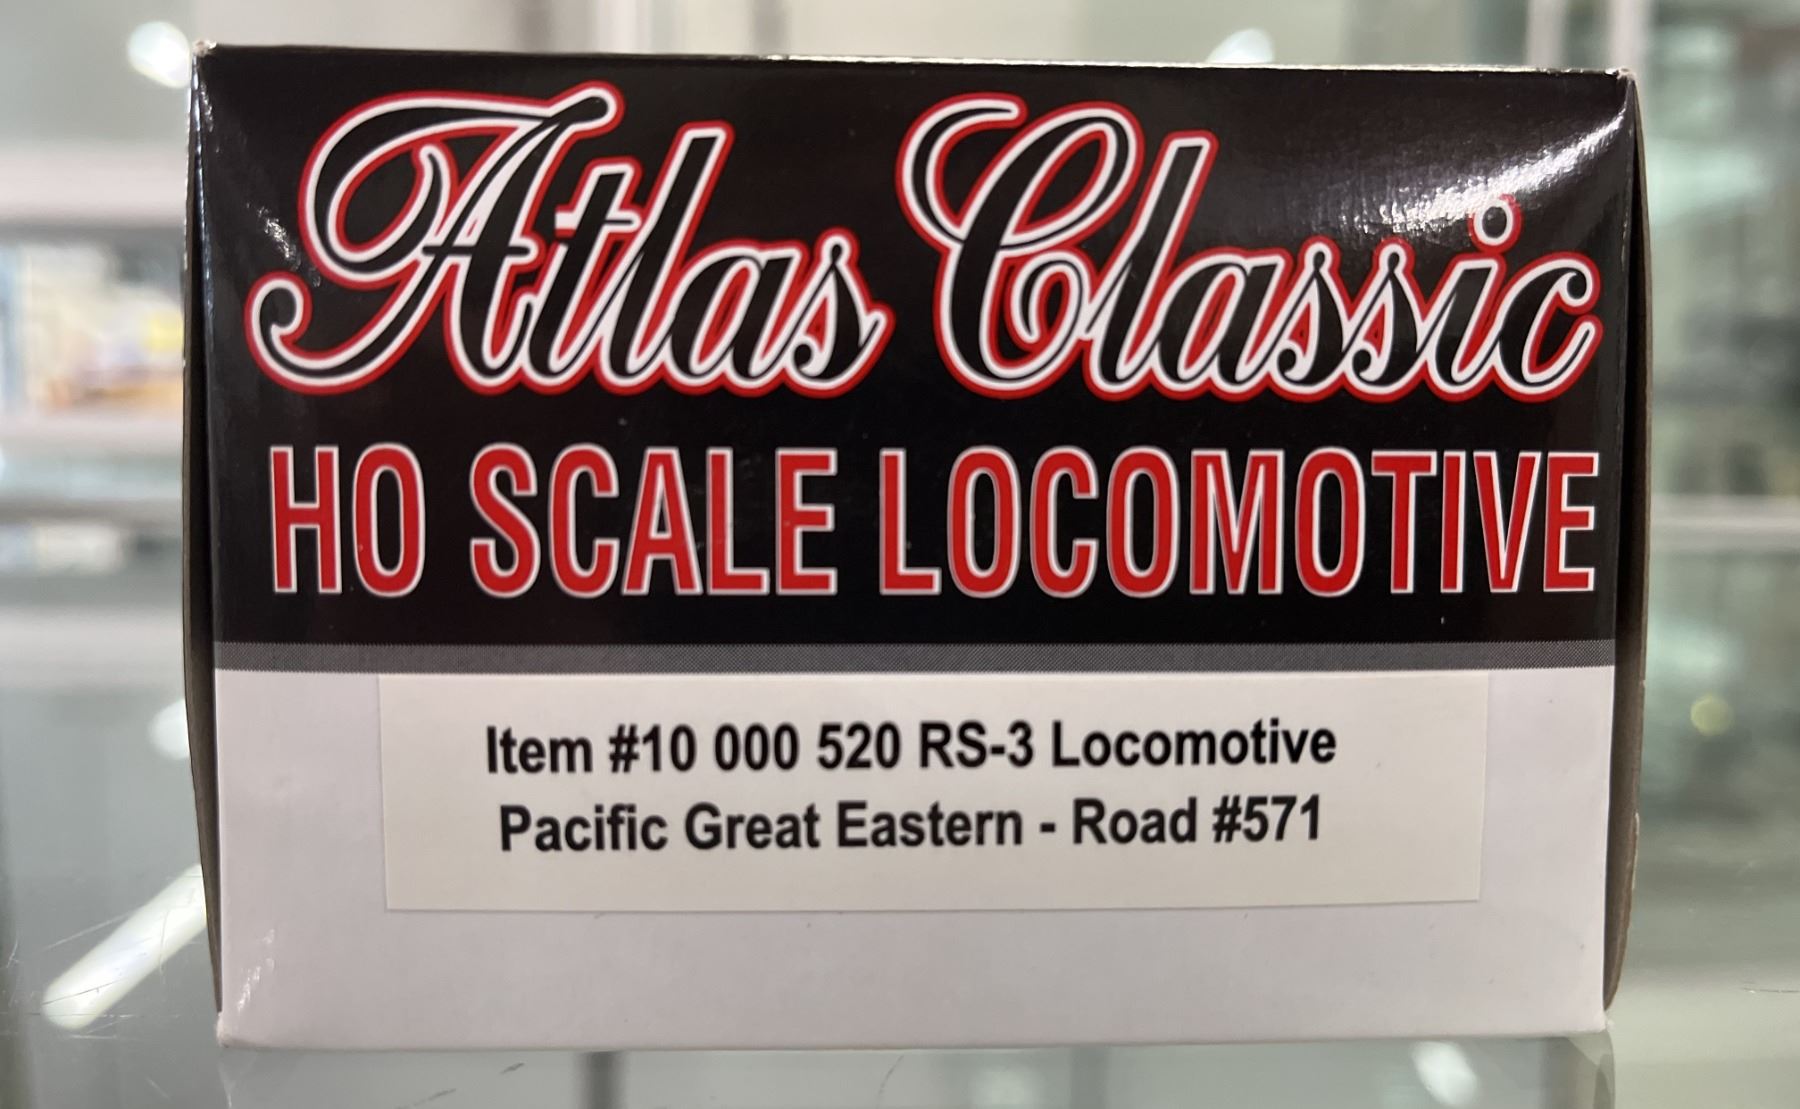 Atlas Classic
HO SCALE LOCOMOTIVE
Item #10 000 520 RS-3 Locomotive
Pacific Great Eastern - Road #571